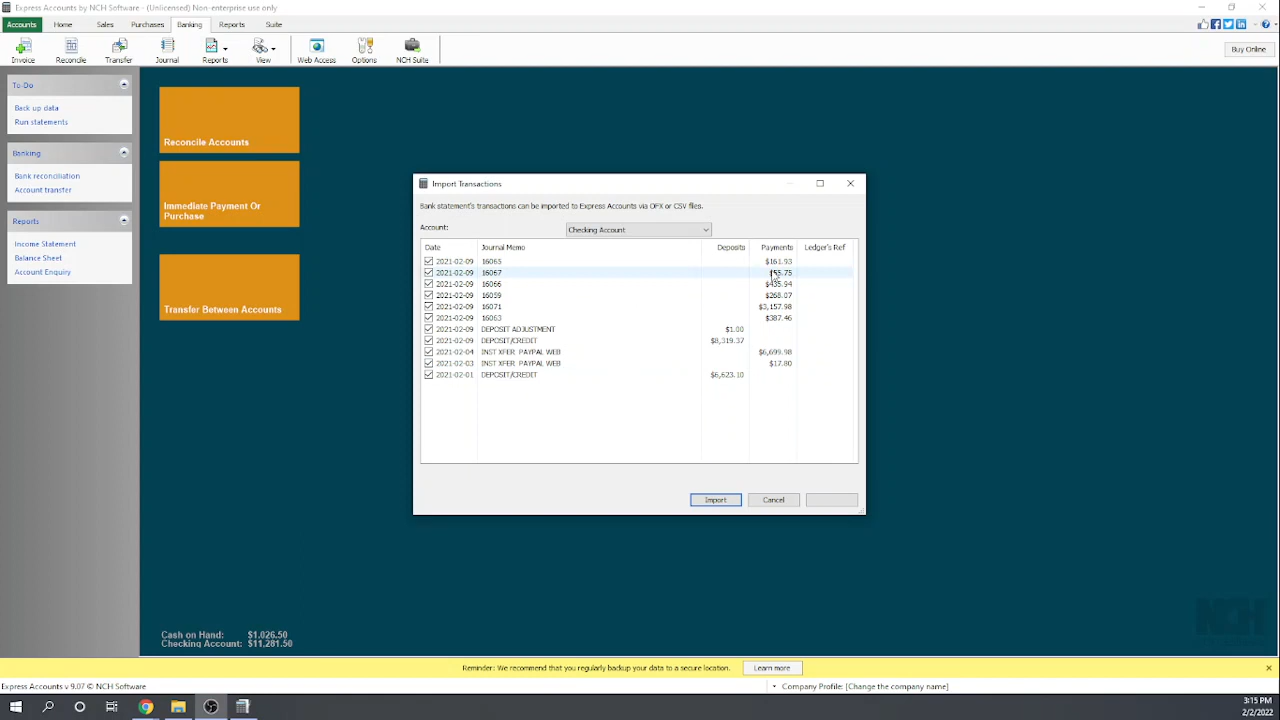 Express Accounts by NCH Software - (Unlicensed) Non-enterprise use only
Accounts Home Sales Purchases Banking Reports Suite
Invoice Reconcile Transfer Journal Reports View Web Access Options NCH Suite Buy Online
To-Do
Back up data
Run statements
Banking
Bank reconciliation
Account transfer
Reports
Income Statement
Balance Sheet
Account Enquiry
Reconcile Accounts
Immediate Payment Or
Purchase
Transfer Between Accounts
Import Transactions
Bank statement's transactions can be imported to Express Accounts via OFX or CSV files.
Account: Checking Account
Date Journal Memo Deposits Payments Ledger's Ref
2021-02-09 16065 $161.93
2021-02-09 16067
2021-02-09 16066 $435.94
2021-02-09 16059 $268.07
2021-02-09 16071 $3,157.98
2021-02-09 16063 $387.46
2021-02-09 DEPOSIT ADJUSTMENT $1.00
2021-02-09 DEPOSIT/CREDIT $8,319.37
2021-02-04 INST XFER PAYPAL WEB $6,699.98
2021-02-03 INST XFER PAYPAL WEB $17.80
2021-02-01 DEPOSIT/CREDIT $6,623.10
Import Cancel
Cash on Hand: $1,026.50
Checking Account: $11,281.50
NCH
Reminder: We recommend that you regularly backup your data to a secure location. Learn more
Express Accounts v 9.07 © NCH Software Company Profile: [Change the company name]
3:15 PM
2/2/2022